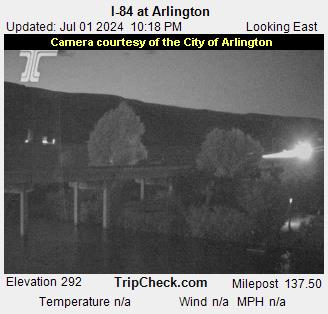 I-84 at Arlington
Updated: Jul 01 2024 10:18 PM Looking East
Camera courtesy of the City of Arlington
Elevation 292 TripCheck.com Milepost 137.50
Temperature n/a Wind n/a MPH n/a